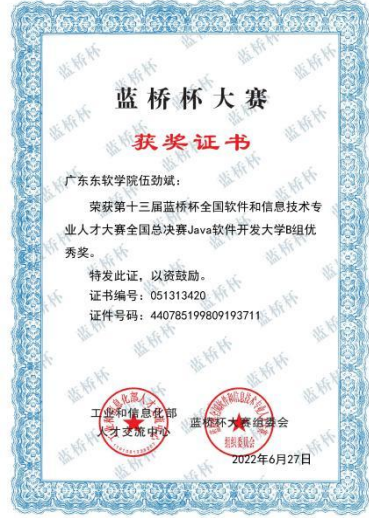 蓝桥杯大赛
获奖证书
广东东软学院伍劲斌：
荣获第十三届蓝桥杯全国软件和信息技术专
业人才大赛全国总决赛Java软件开发大学B组优
秀奖。
特发此证，以资鼓励。
证书编号：051313420
证件号码：440785199809193711
工业和信息化部
人才交流中心
蓝桥杯大赛组委会
组织委员会
2022年6月27日